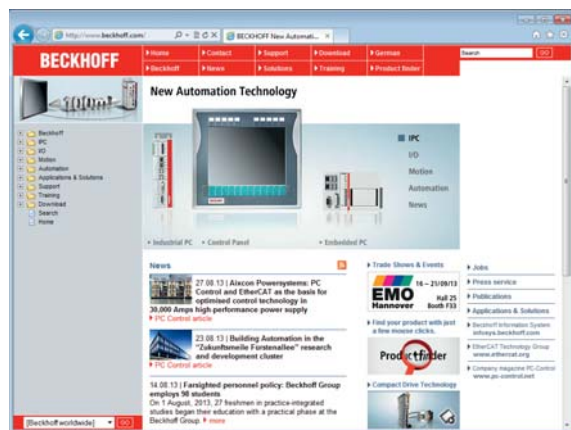 http://www.beckhoff.com/
BECKHOFF New Automati...
BECKHOFF
Home
Contact
Support
Download
German
Search
GO
Beckhoff
News
Solutions
Training
Product finder
New Automation Technology
Beckhoff
IPC
I/O
Motion
Automation
Applications & Solutions
Support
Training
Download
Search
Home
IPC
I/O
Motion
Automation
News
Industrial PC
Control Panel
Embedded PC
News
27.08.13 | Aixcon Powersystems: PC
Control and EtherCAT as the basis for
optimised control technology in
30,000 Amps high performance power supply
PC Control article
23.08.13 | Building Automation in the
"Zukunftsmeile Fürstenallee" research
and development cluster
PC Control article
14.08.13 | Farsighted personnel policy: Beckhoff Group
employs 98 students
On 1 August, 2013, 27 freshmen in practice-integrated
studies began their education with a practical phase at the
Beckhoff Group. more
Trade Shows & Events
EMO
Hannover
16 – 21/09/13
Hall 25
Booth F33
Find your product with just
a few mouse clicks.
Product finder
Compact Drive Technology
Jobs
Press service
Publications
Applications & Solutions
Beckhoff Information System
infosys.beckhoff.com
EtherCAT Technology Group
www.ethercat.org
Company magazine PC-Control
www.pc-control.net
[Beckhoff worldwide]
GO